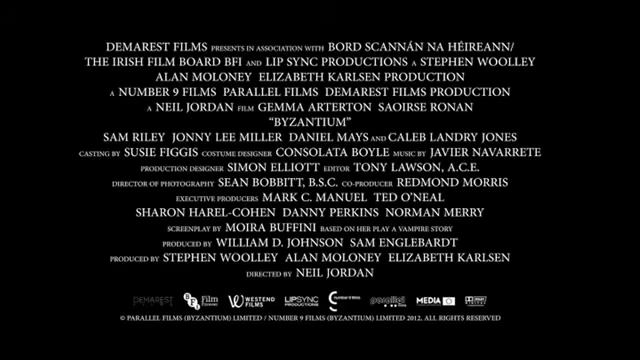 DEMAREST FILMS PRESENTS IN ASSOCIATION WITH BORD SCANNÁN NA HÉIREANN/
THE IRISH FILM BOARD BFI AND LIP SYNC PRODUCTIONS A STEPHEN WOOLLEY
ALAN MOLONEY ELIZABETH KARLSEN PRODUCTION
A NUMBER 9 FILMS PARALLEL FILMS DEMAREST FILMS PRODUCTION
A NEIL JORDAN FILM GEMMA ARTERTON SAOIRSE RONAN
"BYZANTIUM"
SAM RILEY JONNY LEE MILLER DANIEL MAYS AND CALEB LANDRY JONES
CASTING BY SUSIE FIGGIS COSTUME DESIGNER CONSOLATA BOYLE MUSIC BY JAVIER NAVARRETE
PRODUCTION DESIGNER SIMON ELLIOTT EDITOR TONY LAWSON, A.C.E.
DIRECTOR OF PHOTOGRAPHY SEAN BOBBITT, B.S.C. CO-PRODUCER REDMOND MORRIS
EXECUTIVE PRODUCERS MARK C. MANUEL TED O'NEAL
SHARON HAREL-COHEN DANNY PERKINS NORMAN MERRY
SCREENPLAY BY MOIRA BUFFINI BASED ON HER PLAY A VAMPIRE STORY
PRODUCED BY WILLIAM D. JOHNSON SAM ENGLEBARDT
PRODUCED BY STEPHEN WOOLLEY ALAN MOLONEY ELIZABETH KARLSEN
DIRECTED BY NEIL JORDAN
DEMAREST BFI Film WESTEND FILMS LIPSYNC PRODUCTIONS number 9 films parallel films MEDIA
© PARALLEL FILMS (BYZANTIUM) LIMITED / NUMBER 9 FILMS (BYZANTIUM) LIMITED 2012, ALL RIGHTS RESERVED